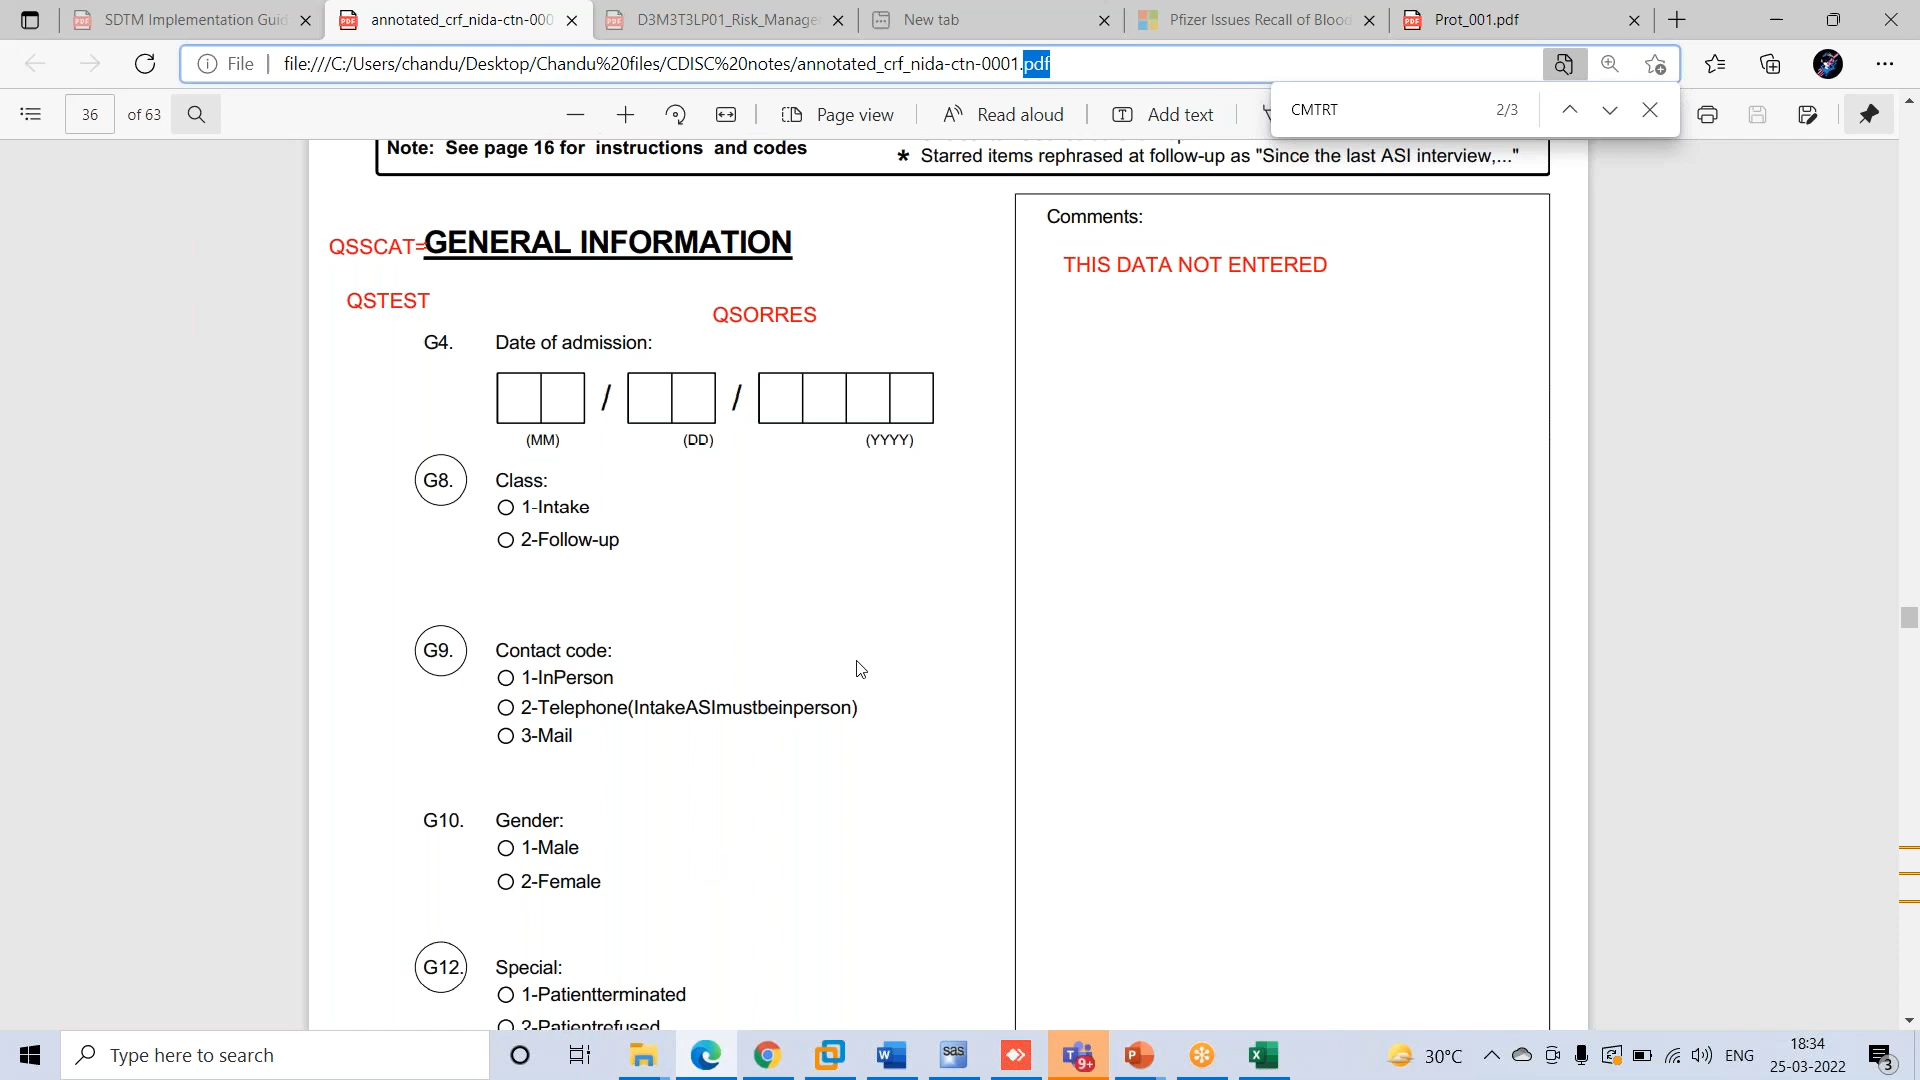 SDTM Implementation Guid
annotated_crf_nida-ctn-000
D3M3T3LP01_Risk_Manage
New tab
Pfizer Issues Recall of Blood
Prot_001.pdf
File
file:///C:/Users/chandu/Desktop/Chandu%20files/CDISC%20notes/annotated_crf_nida-ctn-0001.pdf
36 of 63
Page view
Read aloud
Add text
CMTRT 2/3
Note: See page 16 for instructions and codes
* Starred items rephrased at follow-up as "Since the last ASI interview,..."
QSSCAT=GENERAL INFORMATION
Comments:
THIS DATA NOT ENTERED
QSTEST
QSORRES
G4. Date of admission:
/ /
(MM) (DD) (YYYY)
G8. Class:
1-Intake
2-Follow-up
G9. Contact code:
1-InPerson
2-Telephone(IntakeASImustbeinperson)
3-Mail
G10. Gender:
1-Male
2-Female
G12. Special:
1-Patientterminated
2-Patientrefused
Type here to search
W
sas
9+
P
X
30°C
ENG
18:34
25-03-2022
3